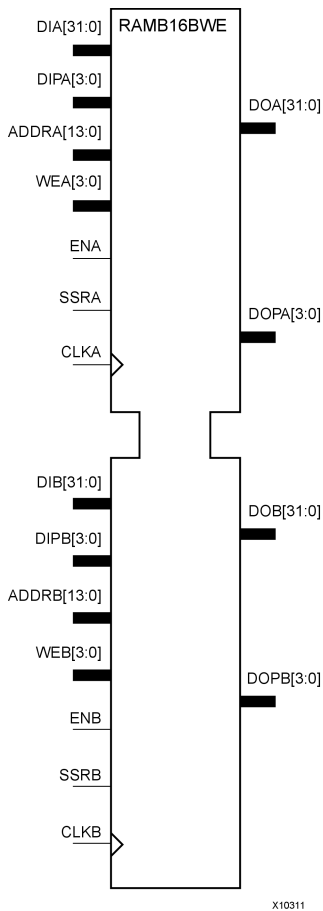 RAMB16BWE
DIA[31:0]
DIPA[3:0]
ADDRA[13:0]
WEA[3:0]
ENA
SSRA
CLKA
DOA[31:0]
DOPA[3:0]
DIB[31:0]
DIPB[3:0]
ADDRB[13:0]
WEB[3:0]
ENB
SSRB
CLKB
DOB[31:0]
DOPB[3:0]
X10311